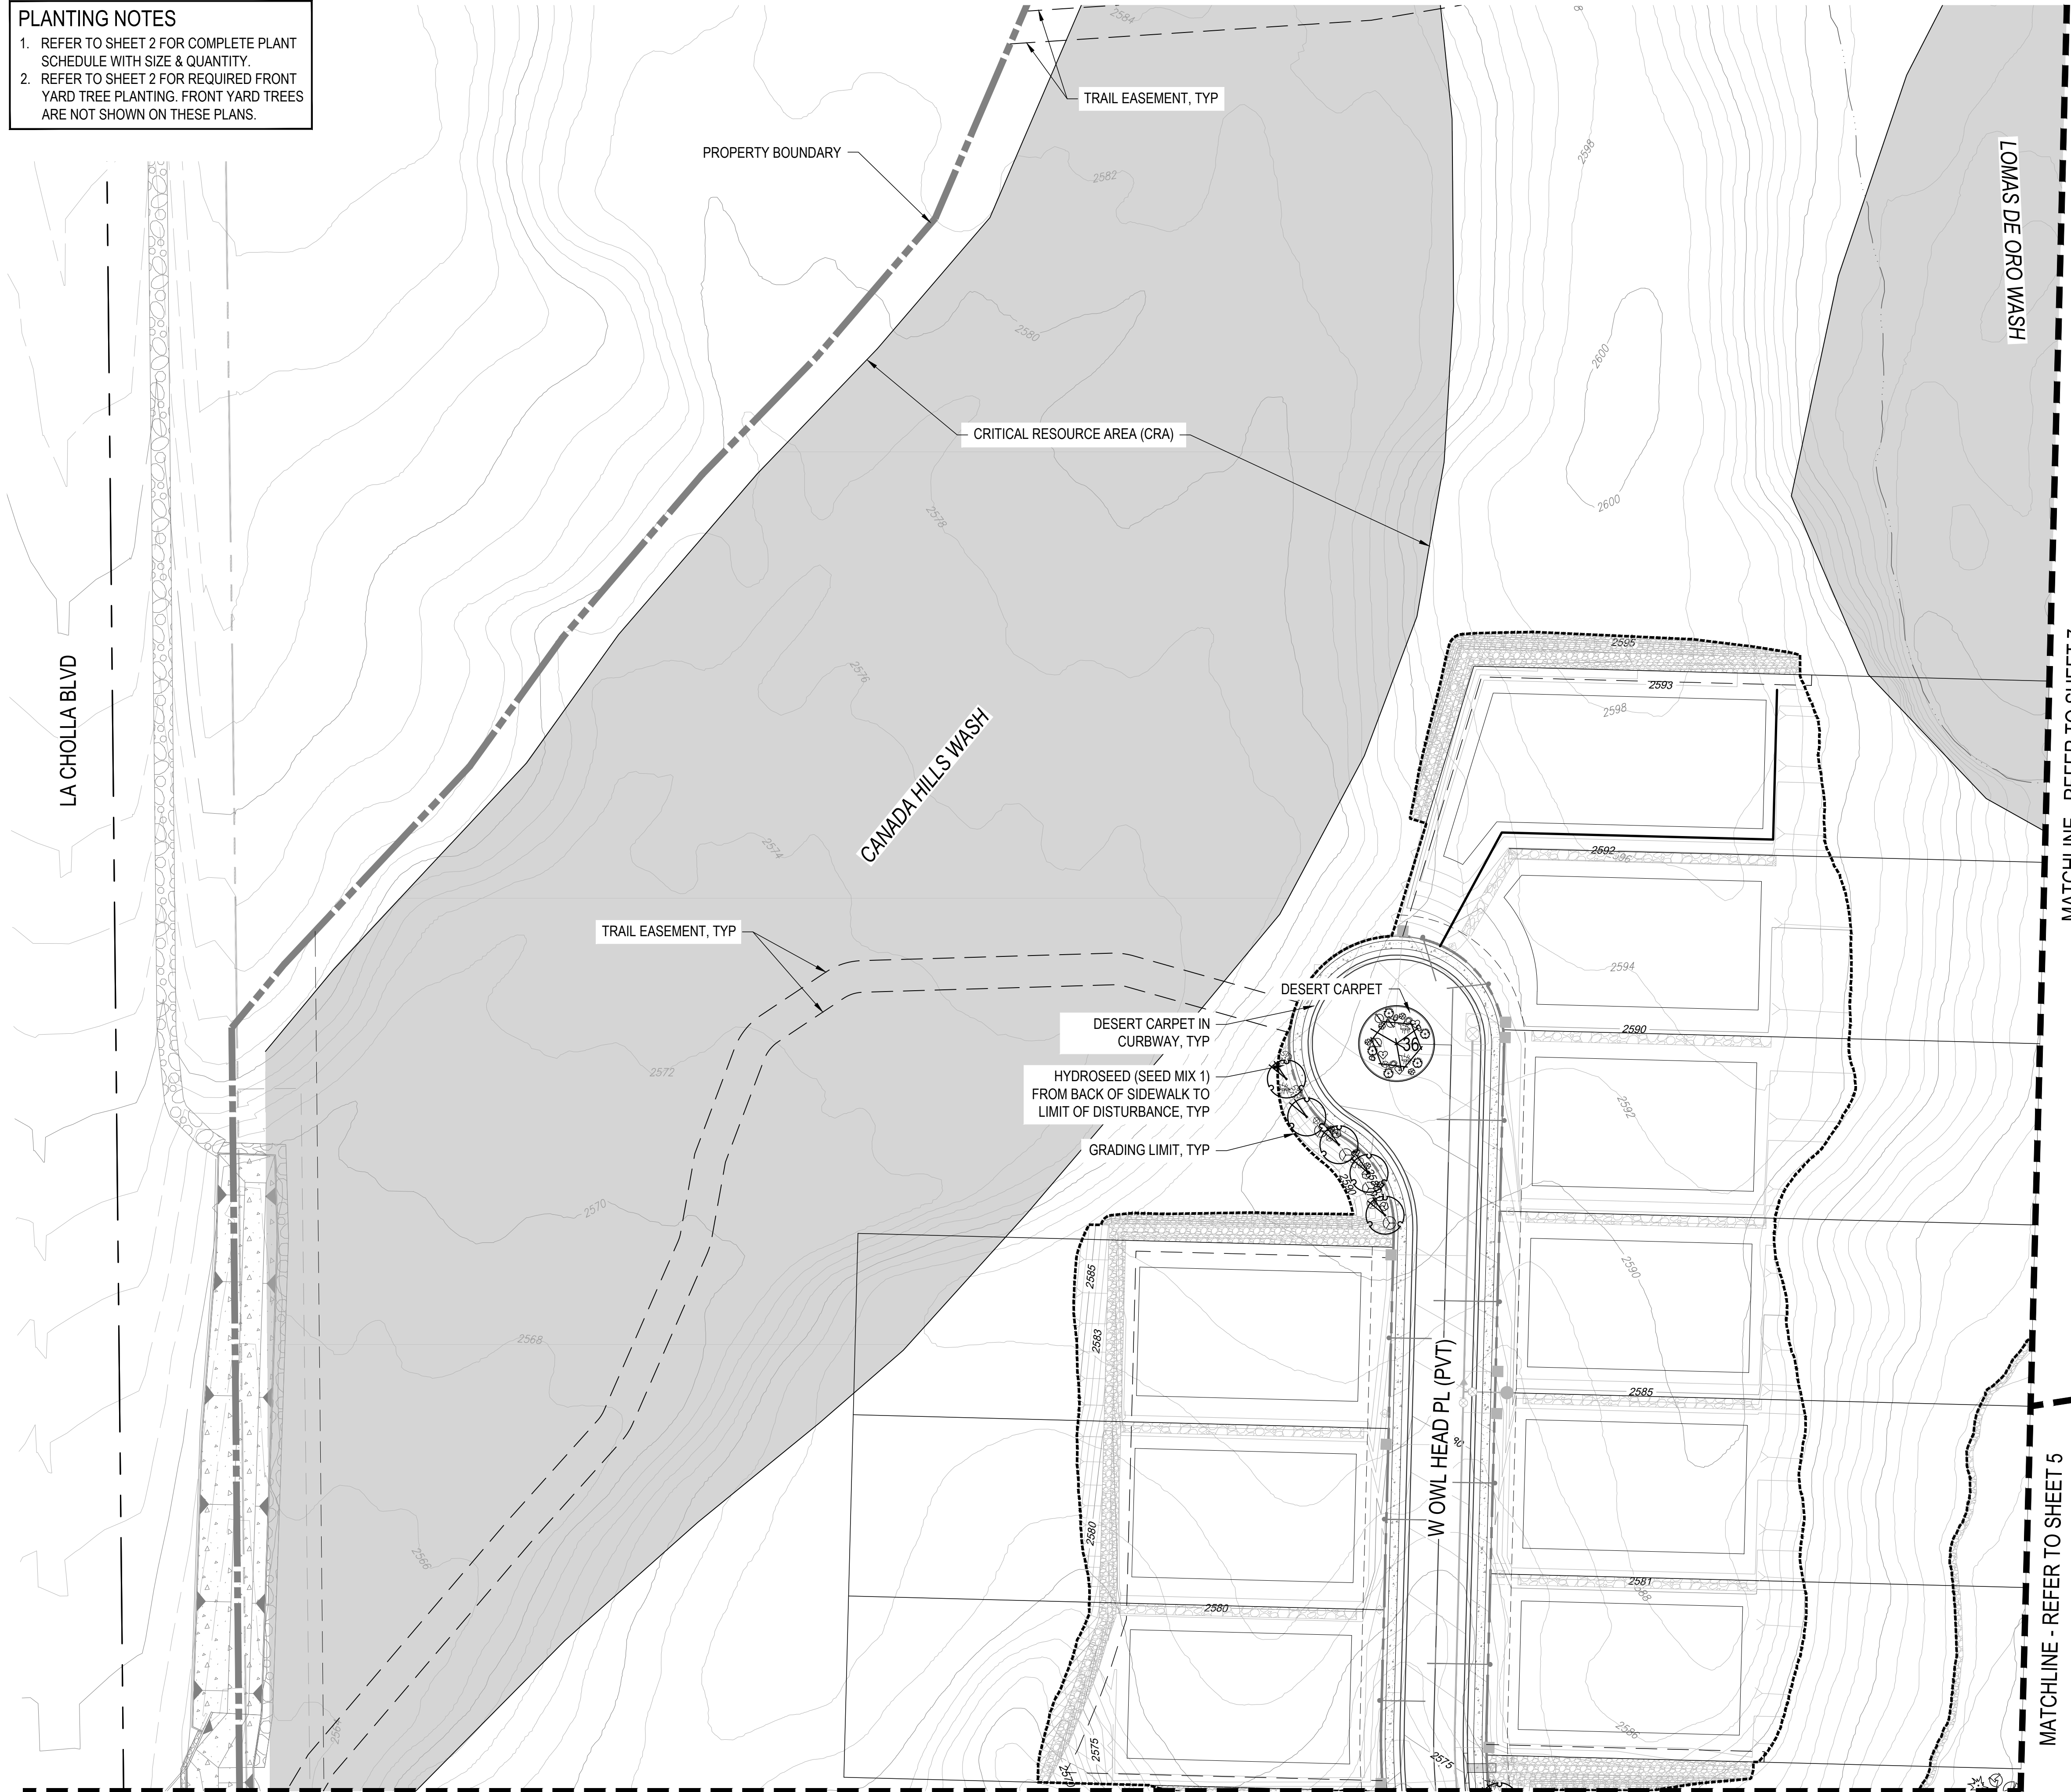 PLANTING NOTES
1. REFER TO SHEET 2 FOR COMPLETE PLANT
SCHEDULE WITH SIZE & QUANTITY.
2. REFER TO SHEET 2 FOR REQUIRED FRONT
YARD TREE PLANTING. FRONT YARD TREES
ARE NOT SHOWN ON THESE PLANS.
2584
TRAIL EASEMENT, TYP
PROPERTY BOUNDARY
2582
2598
LOMAS DE ORO WASH
2580
2600
CRITICAL RESOURCE AREA (CRA)
2578
2600
LA CHOLLA BLVD
2595
2593
2598
2576
CANADA HILLS WASH
2574
2592
TRAIL EASEMENT, TYP
2594
DESERT CARPET
DESERT CARPET IN
CURBWAY, TYP
36
2590
HYDROSEED (SEED MIX 1)
FROM BACK OF SIDEWALK TO
LIMIT OF DISTURBANCE, TYP
2572
2592
GRADING LIMIT, TYP
2590
2570
2585
2590
2583
2568
W OWL HEAD PL (PVT)
2585
90
2580
2566
2581
2588
2580
MATCHLINE - REFER TO SHEET 5
2586
2575
2575